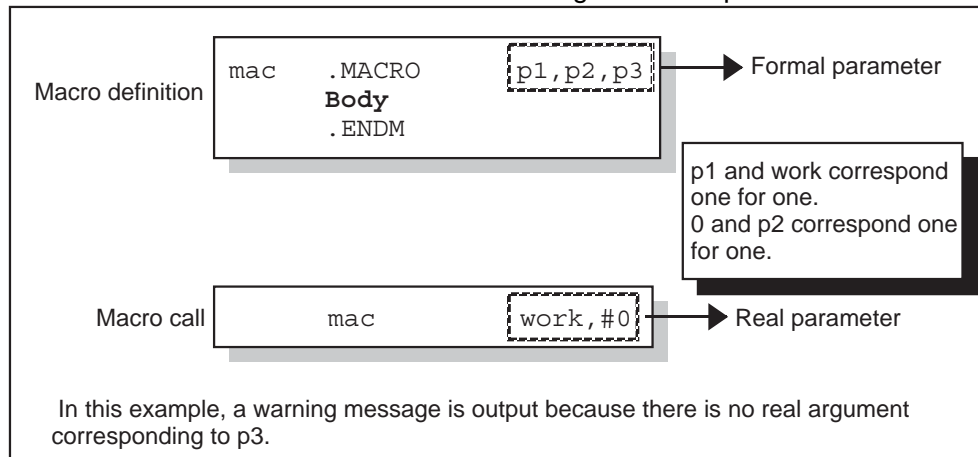 Macro definition
mac .MACRO p1,p2,p3
Body
.ENDM
Formal parameter
p1 and work correspond
one for one.
0 and p2 correspond one
for one.
Macro call
mac work,#0
Real parameter
In this example, a warning message is output because there is no real argument
corresponding to p3.